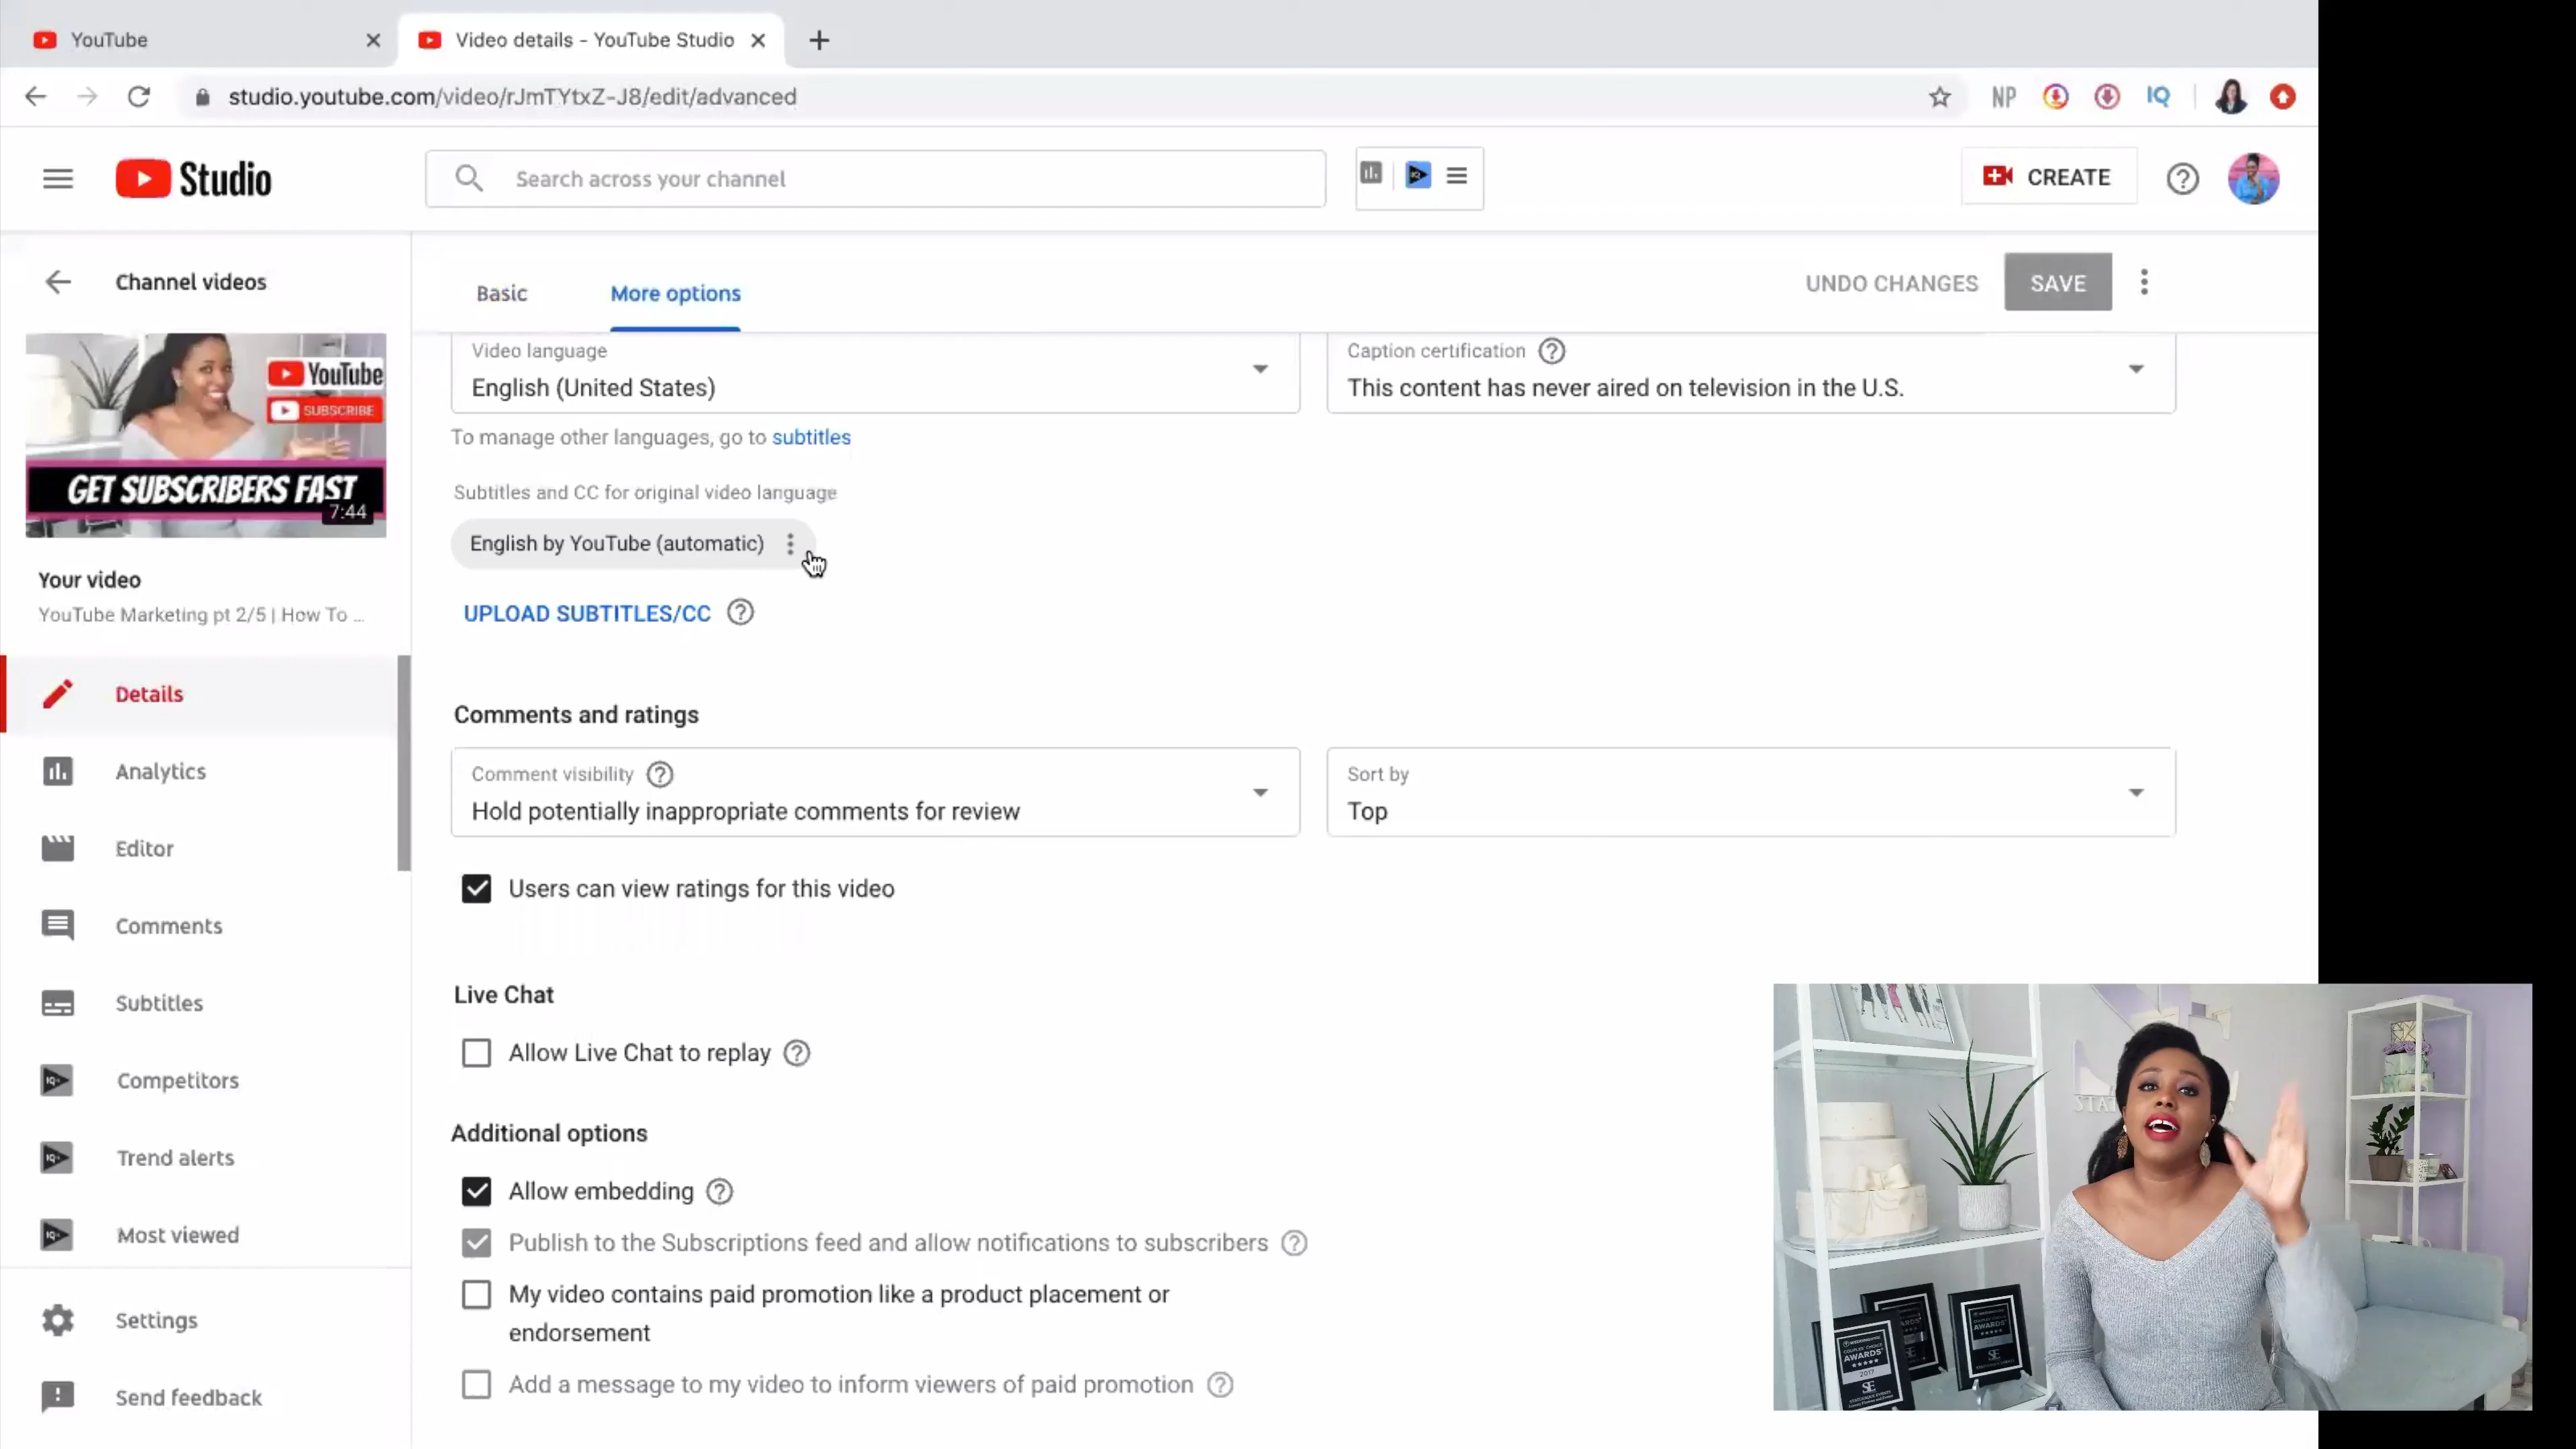 YouTube
Video details - YouTube Studio
studio.youtube.com/video/rJmTYtxZ-J8/edit/advanced
NP
IQ
Studio
Search across your channel
CREATE
Channel videos
Basic
More options
UNDO CHANGES
SAVE
YouTube
SUBSCRIBE
GET SUBSCRIBERS FAST
7:44
Video language
English (United States)
Caption certification
This content has never aired on television in the U.S.
To manage other languages, go to subtitles
Subtitles and CC for original video language
English by YouTube (automatic)
UPLOAD SUBTITLES/CC
Your video
YouTube Marketing pt 2/5 | How To ...
Details
Analytics
Editor
Comments
Subtitles
Competitors
Trend alerts
Most viewed
Settings
Send feedback
Comments and ratings
Comment visibility
Hold potentially inappropriate comments for review
Sort by
Top
Users can view ratings for this video
Live Chat
Allow Live Chat to replay
Additional options
Allow embedding
Publish to the Subscriptions feed and allow notifications to subscribers
My video contains paid promotion like a product placement or
endorsement
Add a message to my video to inform viewers of paid promotion
AWARDS
2017
SE
AWARDS
SE